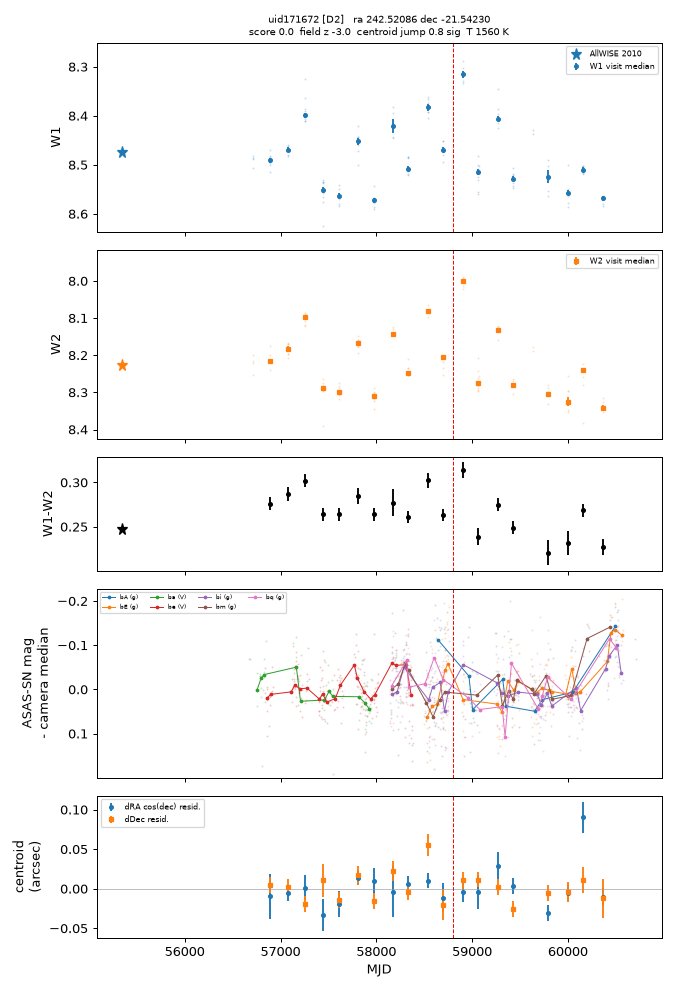 uid171672 [D2]   ra 242.52086 dec -21.54230
score 0.0  field z -3.0  centroid jump 0.8 sig  T 1560 K
AllWISE 2010
W1 visit median
8.3
8.4
8.5
8.6
W1
W2 visit median
8.0
8.1
8.2
8.3
8.4
W2
0.30
0.25
W1-W2
bA (g)
bE (g)
ba (V)
be (V)
bi (g)
bm (g)
bq (g)
−0.2
−0.1
0.0
0.1
ASAS-SN mag
- camera median
dRA cos(dec) resid.
dDec resid.
0.10
0.05
0.00
−0.05
centroid
(arcsec)
56000
57000
58000
59000
60000
MJD